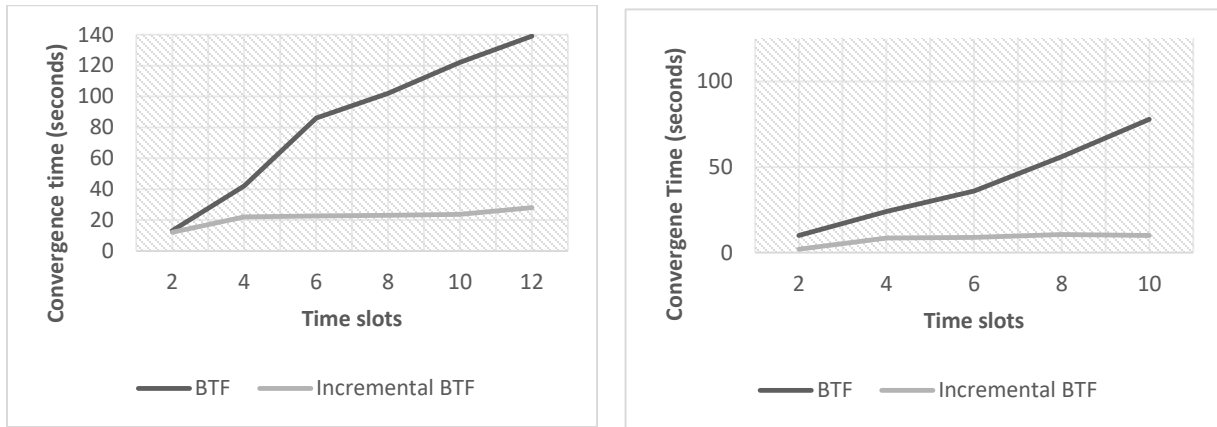 Convergence time (seconds)
140
120
100
80
60
40
20
0
2 4 6 8 10 12
Time slots
BTF Incremental BTF
Convergene Time (seconds)
100
50
0
2 4 6 8 10
Time slots
BTF Incremental BTF